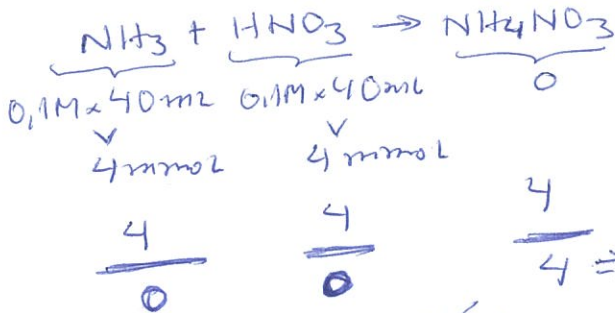 NH3 + HNO3 → NH4NO3
0,1M×40mL 0,1M×40mL 0
4mmol 4mmol
4 4 4
0 0 4 =